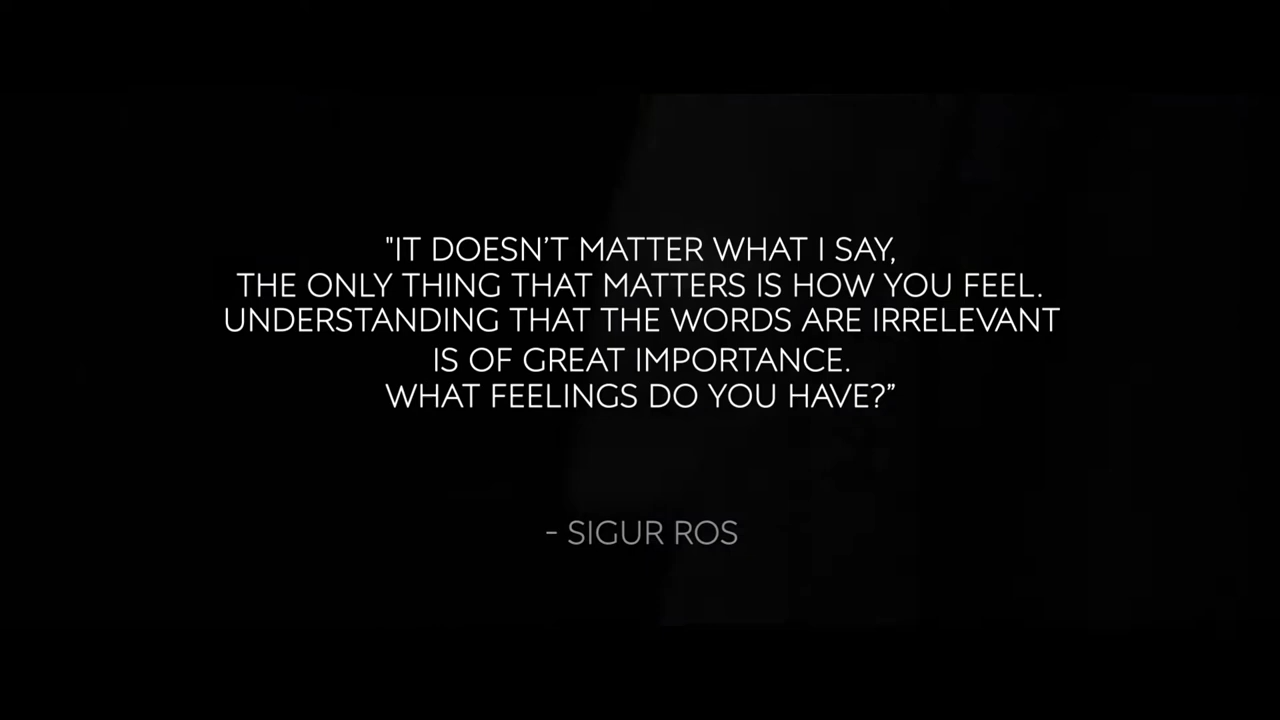 "IT DOESN’T MATTER WHAT I SAY,
THE ONLY THING THAT MATTERS IS HOW YOU FEEL.
UNDERSTANDING THAT THE WORDS ARE IRRELEVANT
IS OF GREAT IMPORTANCE.
WHAT FEELINGS DO YOU HAVE?”
- SIGUR ROS